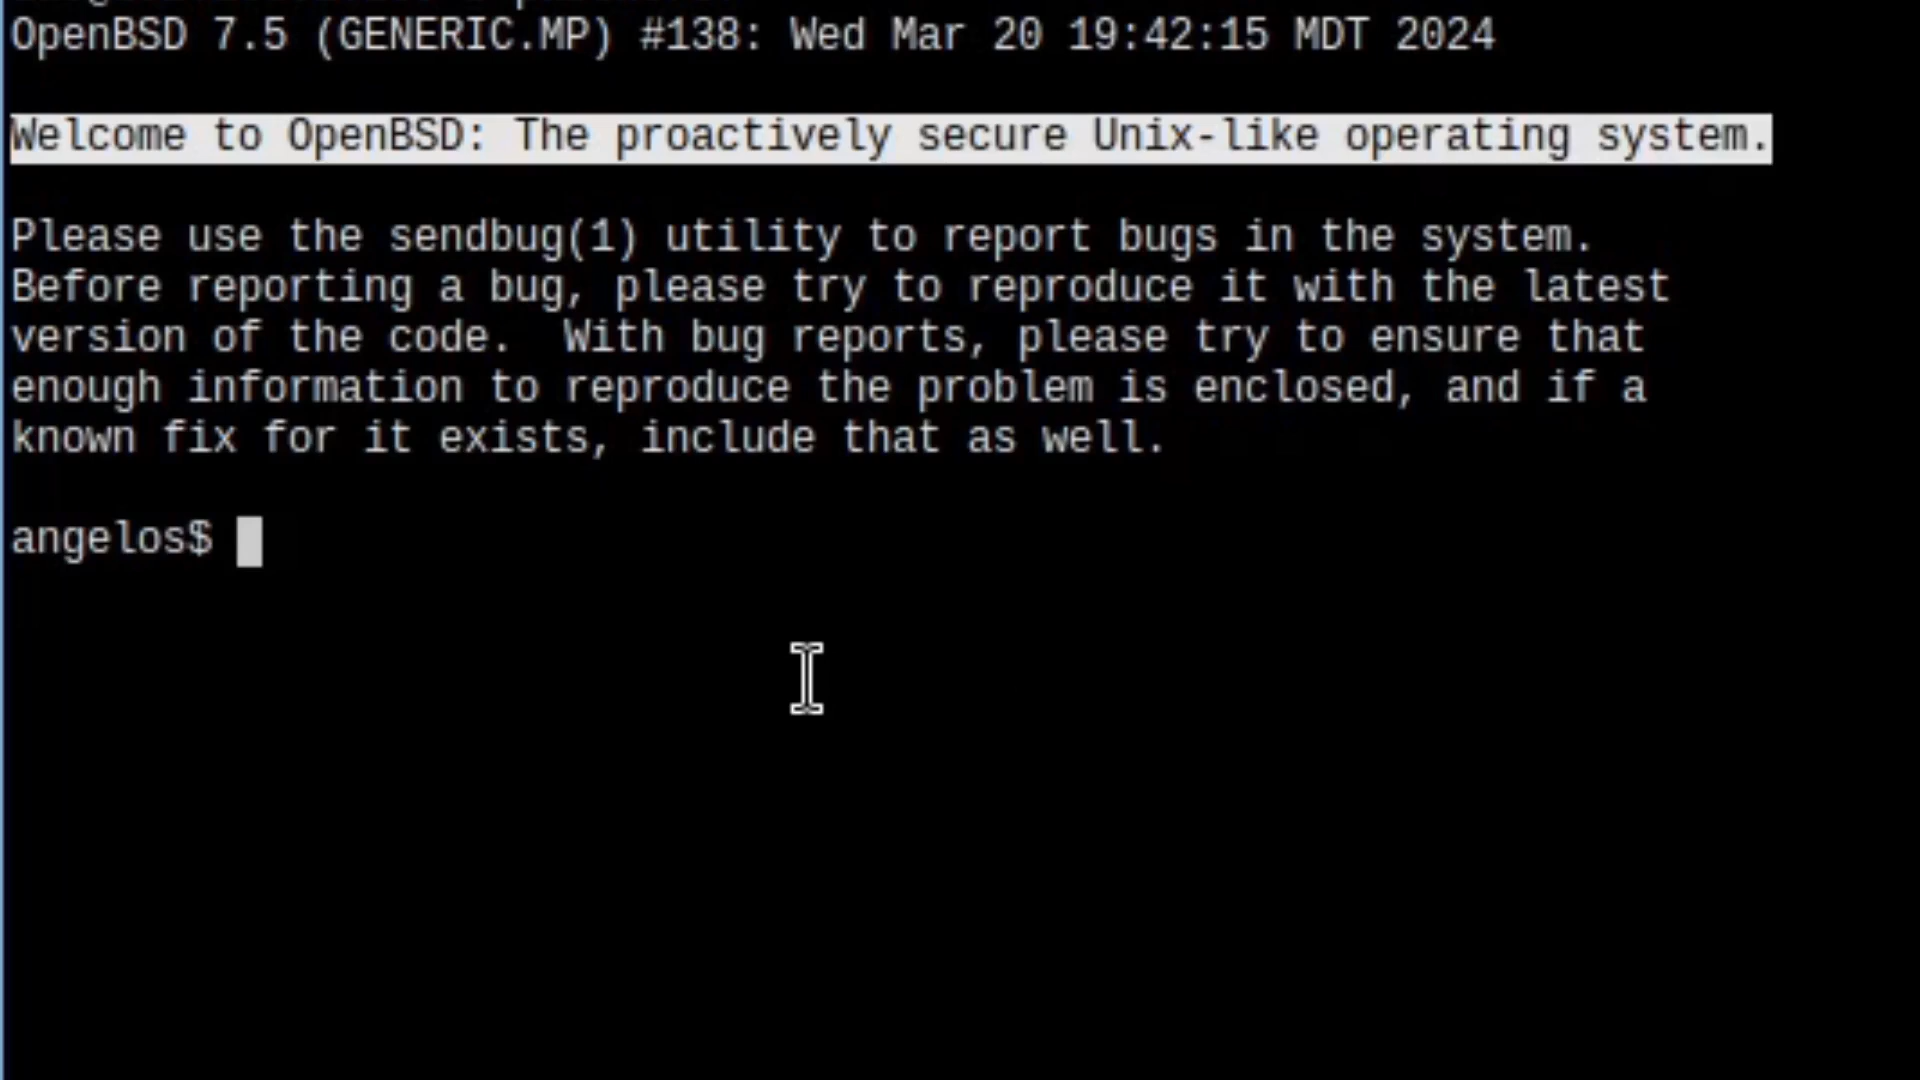 OpenBSD 7.5 (GENERIC.MP) #138: Wed Mar 20 19:42:15 MDT 2024
Welcome to OpenBSD: The proactively secure Unix-like operating system.
Please use the sendbug(1) utility to report bugs in the system.
Before reporting a bug, please try to reproduce it with the latest
version of the code.  With bug reports, please try to ensure that
enough information to reproduce the problem is enclosed, and if a
known fix for it exists, include that as well.
angelos$